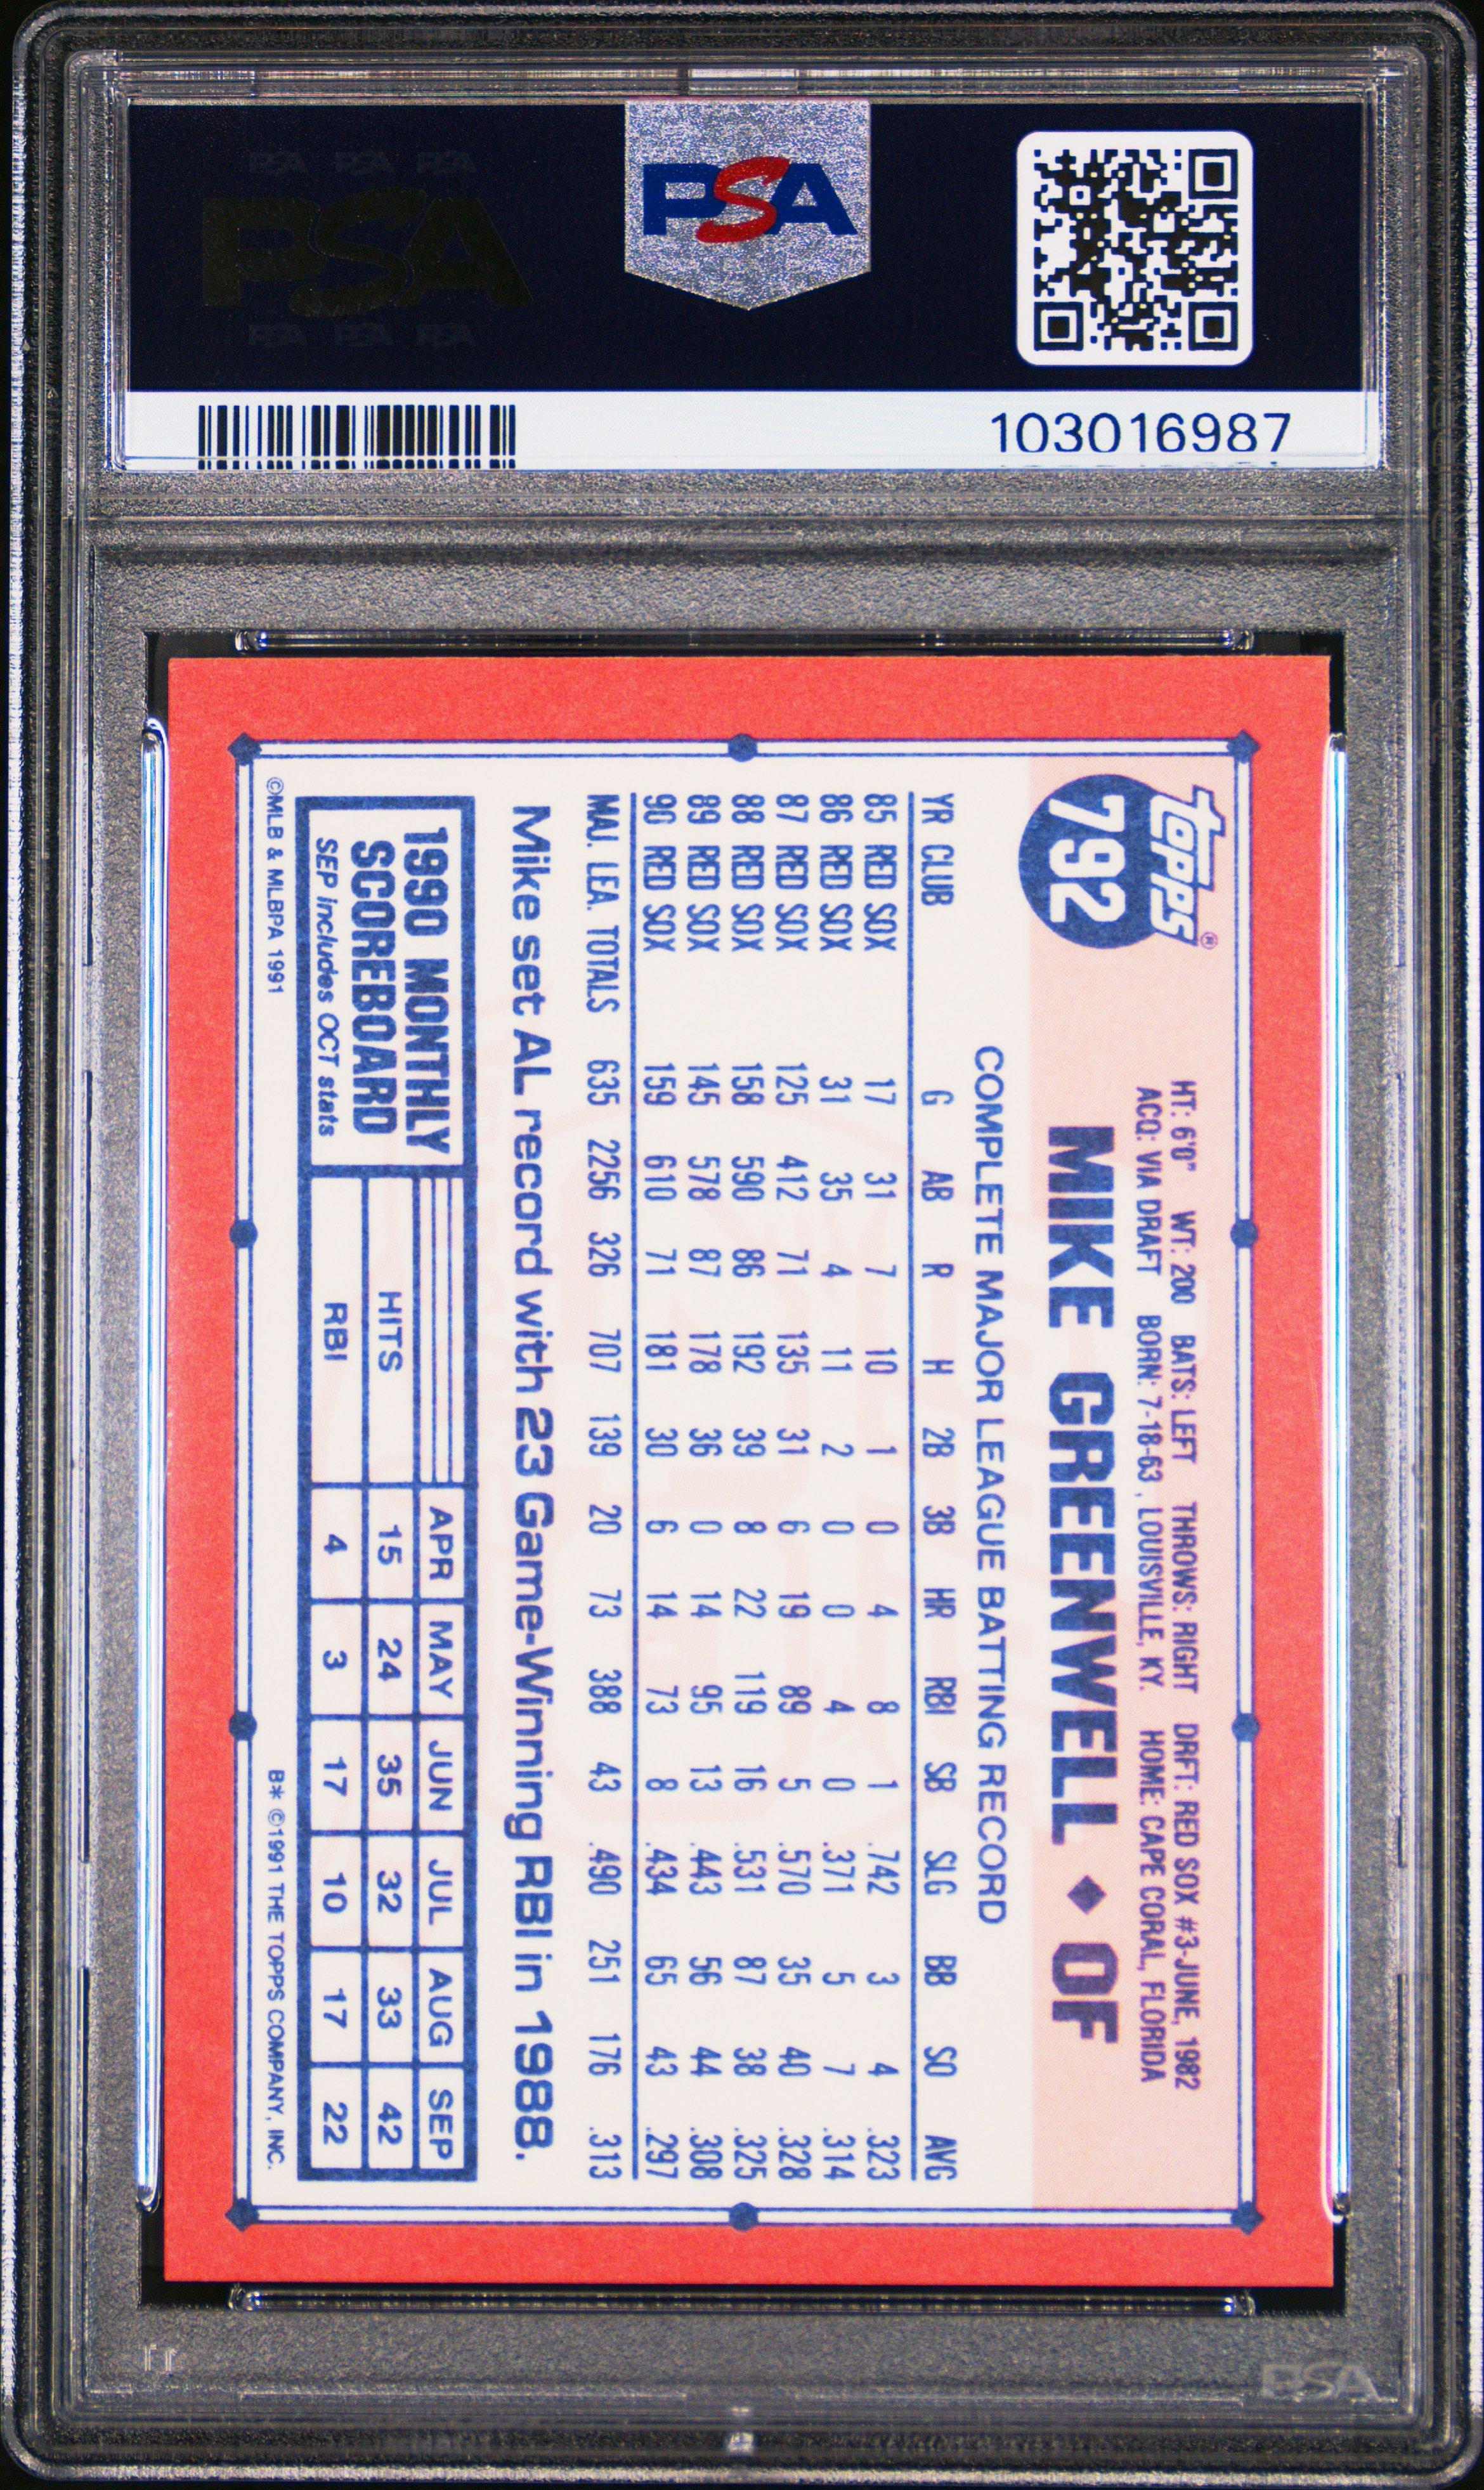 PSA PSA PSA
PSA
PSA PSA PSA
PSA
103016987
topps®
792
HT: 6'0" WT: 200 BATS: LEFT THROWS: RIGHT DRFT: RED SOX #3-JUNE, 1982
ACQ: VIA DRAFT BORN: 7-18-63, LOUISVILLE, KY. HOME: CAPE CORAL, FLORIDA
MIKE GREENWELL ◆ OF
COMPLETE MAJOR LEAGUE BATTING RECORD
YR CLUB G AB R H 2B 3B HR RBI SB SLG BB SO AVG
85 RED SOX 17 31 7 10 1 0 4 8 1 .742 3 4 .323
86 RED SOX 31 35 4 11 2 0 0 4 0 .371 5 7 .314
87 RED SOX 125 412 71 135 31 6 19 89 5 .570 35 40 .328
88 RED SOX 158 590 86 192 39 8 22 119 16 .531 87 38 .325
89 RED SOX 145 578 87 178 36 0 14 95 13 .443 56 44 .308
90 RED SOX 159 610 71 181 30 6 14 73 8 .434 65 43 .297
MAJ. LEA. TOTALS 635 2256 326 707 139 20 73 388 43 .490 251 176 .313
Mike set AL record with 23 Game-Winning RBI in 1988.
1990 MONTHLY
SCOREBOARD
SEP includes OCT stats
APR MAY JUN JUL AUG SEP
HITS 15 24 35 32 33 42
RBI 4 3 17 10 17 22
©MLB & MLBPA 1991
B* ©1991 THE TOPPS COMPANY, INC.
PSA